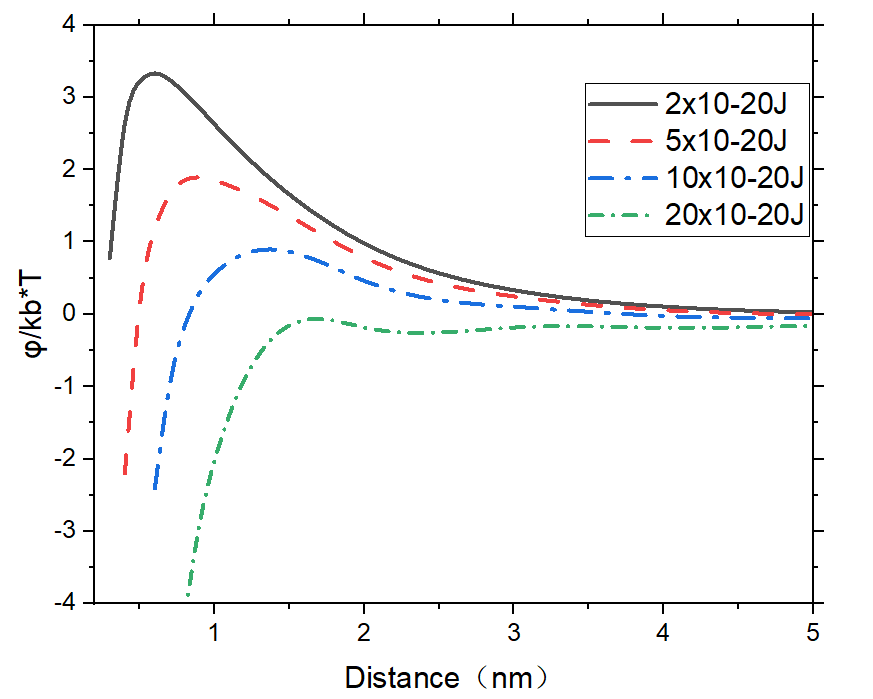 4
3
2
1
0
-1
-2
-3
-4
φ/kb*T
2x10-20J
5x10-20J
10x10-20J
20x10-20J
1
2
3
4
5
Distance（nm）